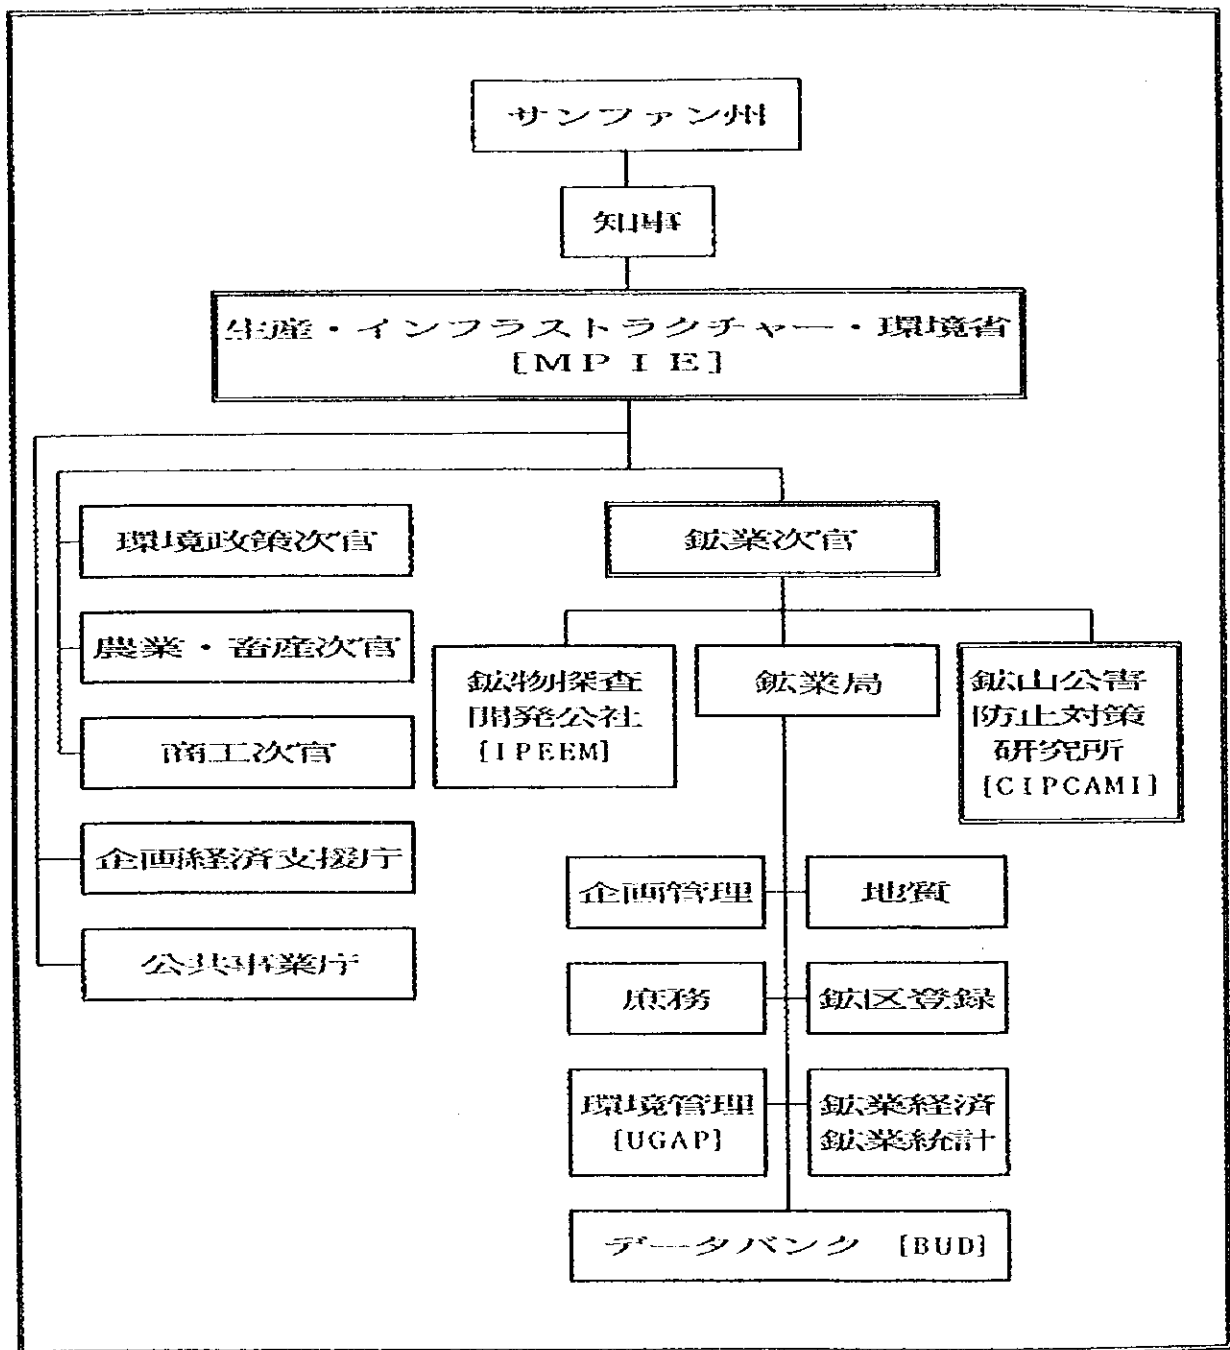 サンファン州
知事
生産・インフラストラクチャー・環境省
[MPIE]
環境政策次官
農業・畜産次官
商工次官
企画経済支援庁
公共事業庁
鉱業次官
鉱物探査
開発公社
[IPEEM]
鉱業局
鉱山公害
防止対策
研究所
[CIPCAMI]
企画管理
地質
庶務
鉱区登録
環境管理
[UGAP]
鉱業経済
鉱業統計
データバンク [BUD]